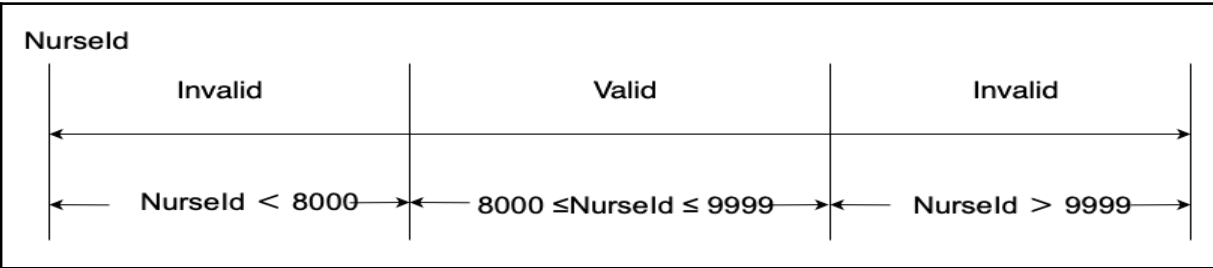 NurseId
Invalid Valid Invalid
NurseId < 8000 8000 ≤NurseId ≤ 9999 NurseId > 9999